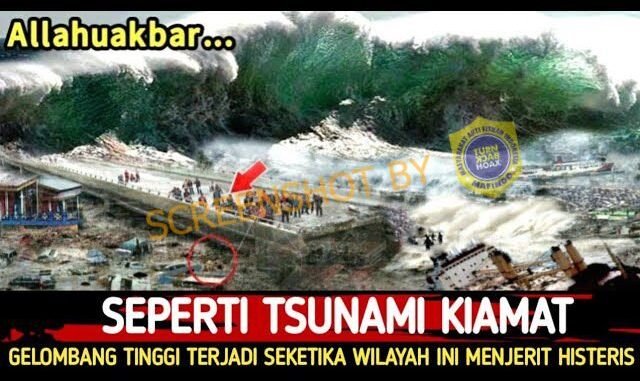 Allahuakbar...
SCREENSHOT BY
TURN
BACK
HOAX
MAFINDO
SEPERTI TSUNAMI KIAMAT
GELOMBANG TINGGI TERJADI SEKETIKA WILAYAH INI MENJERIT HISTERIS